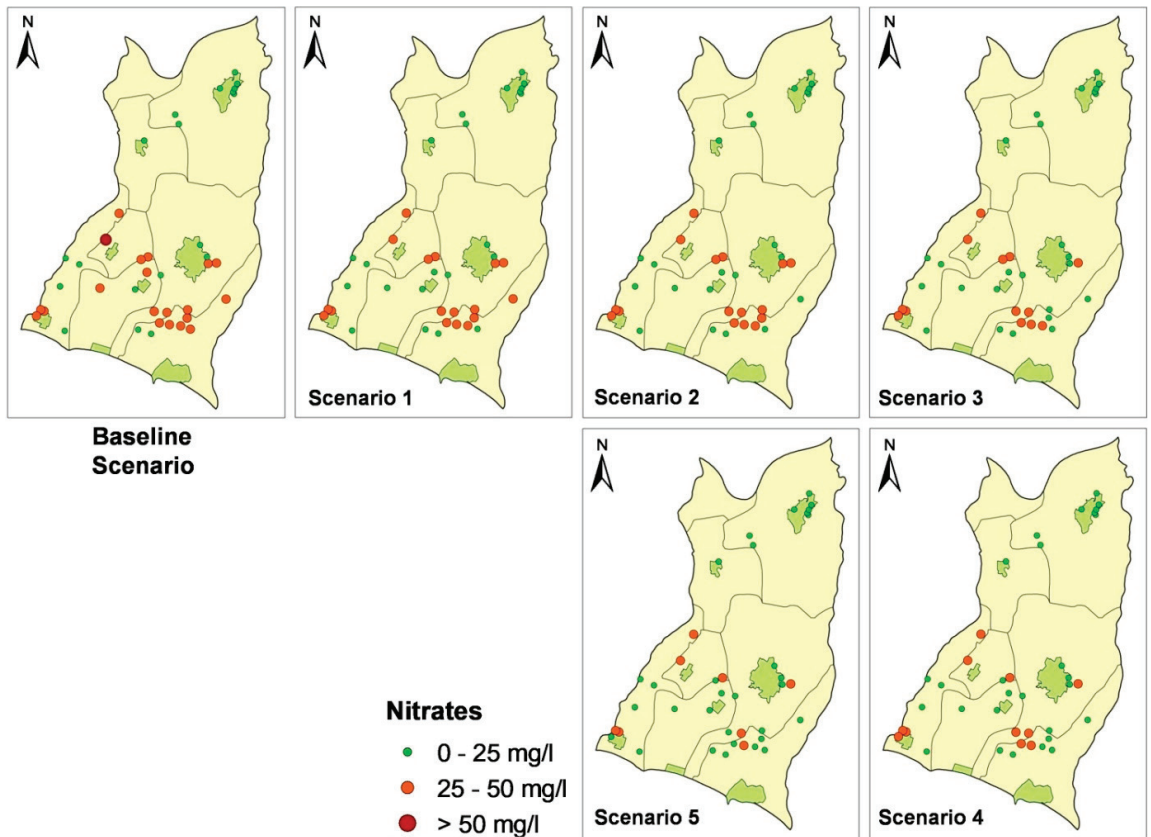 N
N
N
N
Scenario 1
Scenario 2
Scenario 3
Baseline
Scenario
N
N
Nitrates
0 - 25 mg/l
25 - 50 mg/l
> 50 mg/l
Scenario 5
Scenario 4